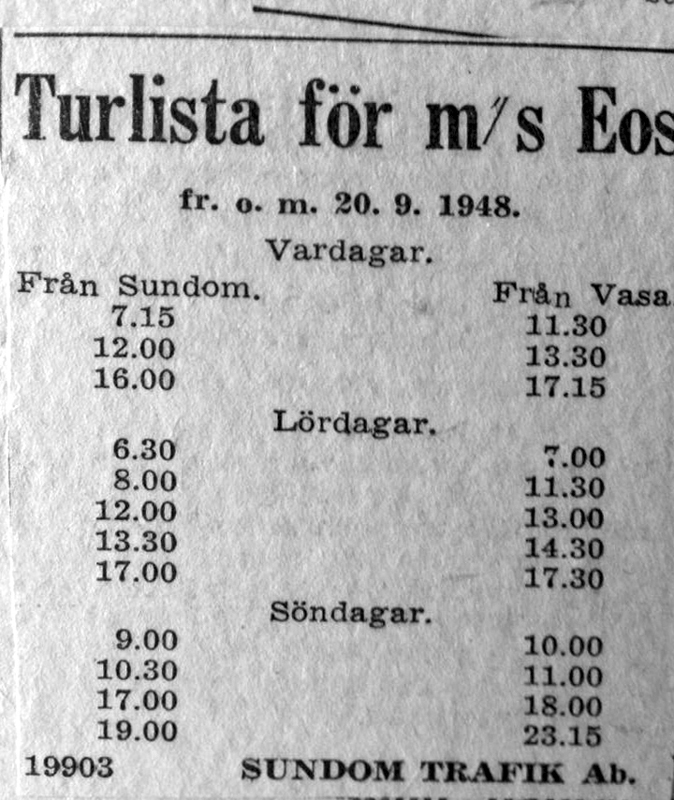 Turlista för m/s Eos
fr. o. m. 20. 9. 1948.
Vardagar.
Från Sundom. Från Vasa
7.15 11.30
12.00 13.30
16.00 17.15
Lördagar.
6.30 7.00
8.00 11.30
12.00 13.00
13.30 14.30
17.00 17.30
Söndagar.
9.00 10.00
10.30 11.00
17.00 18.00
19.00 23.15
19903 SUNDOM TRAFIK Ab.